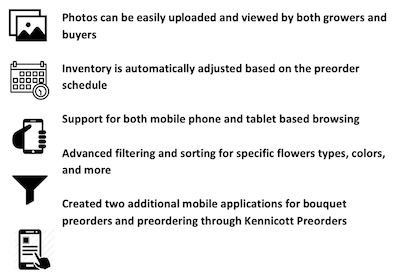 Photos can be easily uploaded and viewed by both growers and
buyers
Inventory is automatically adjusted based on the preorder
schedule
Support for both mobile phone and tablet based browsing
Advanced filtering and sorting for specific flowers types, colors,
and more
Created two additional mobile applications for bouquet
preorders and preordering through Kennicott Preorders